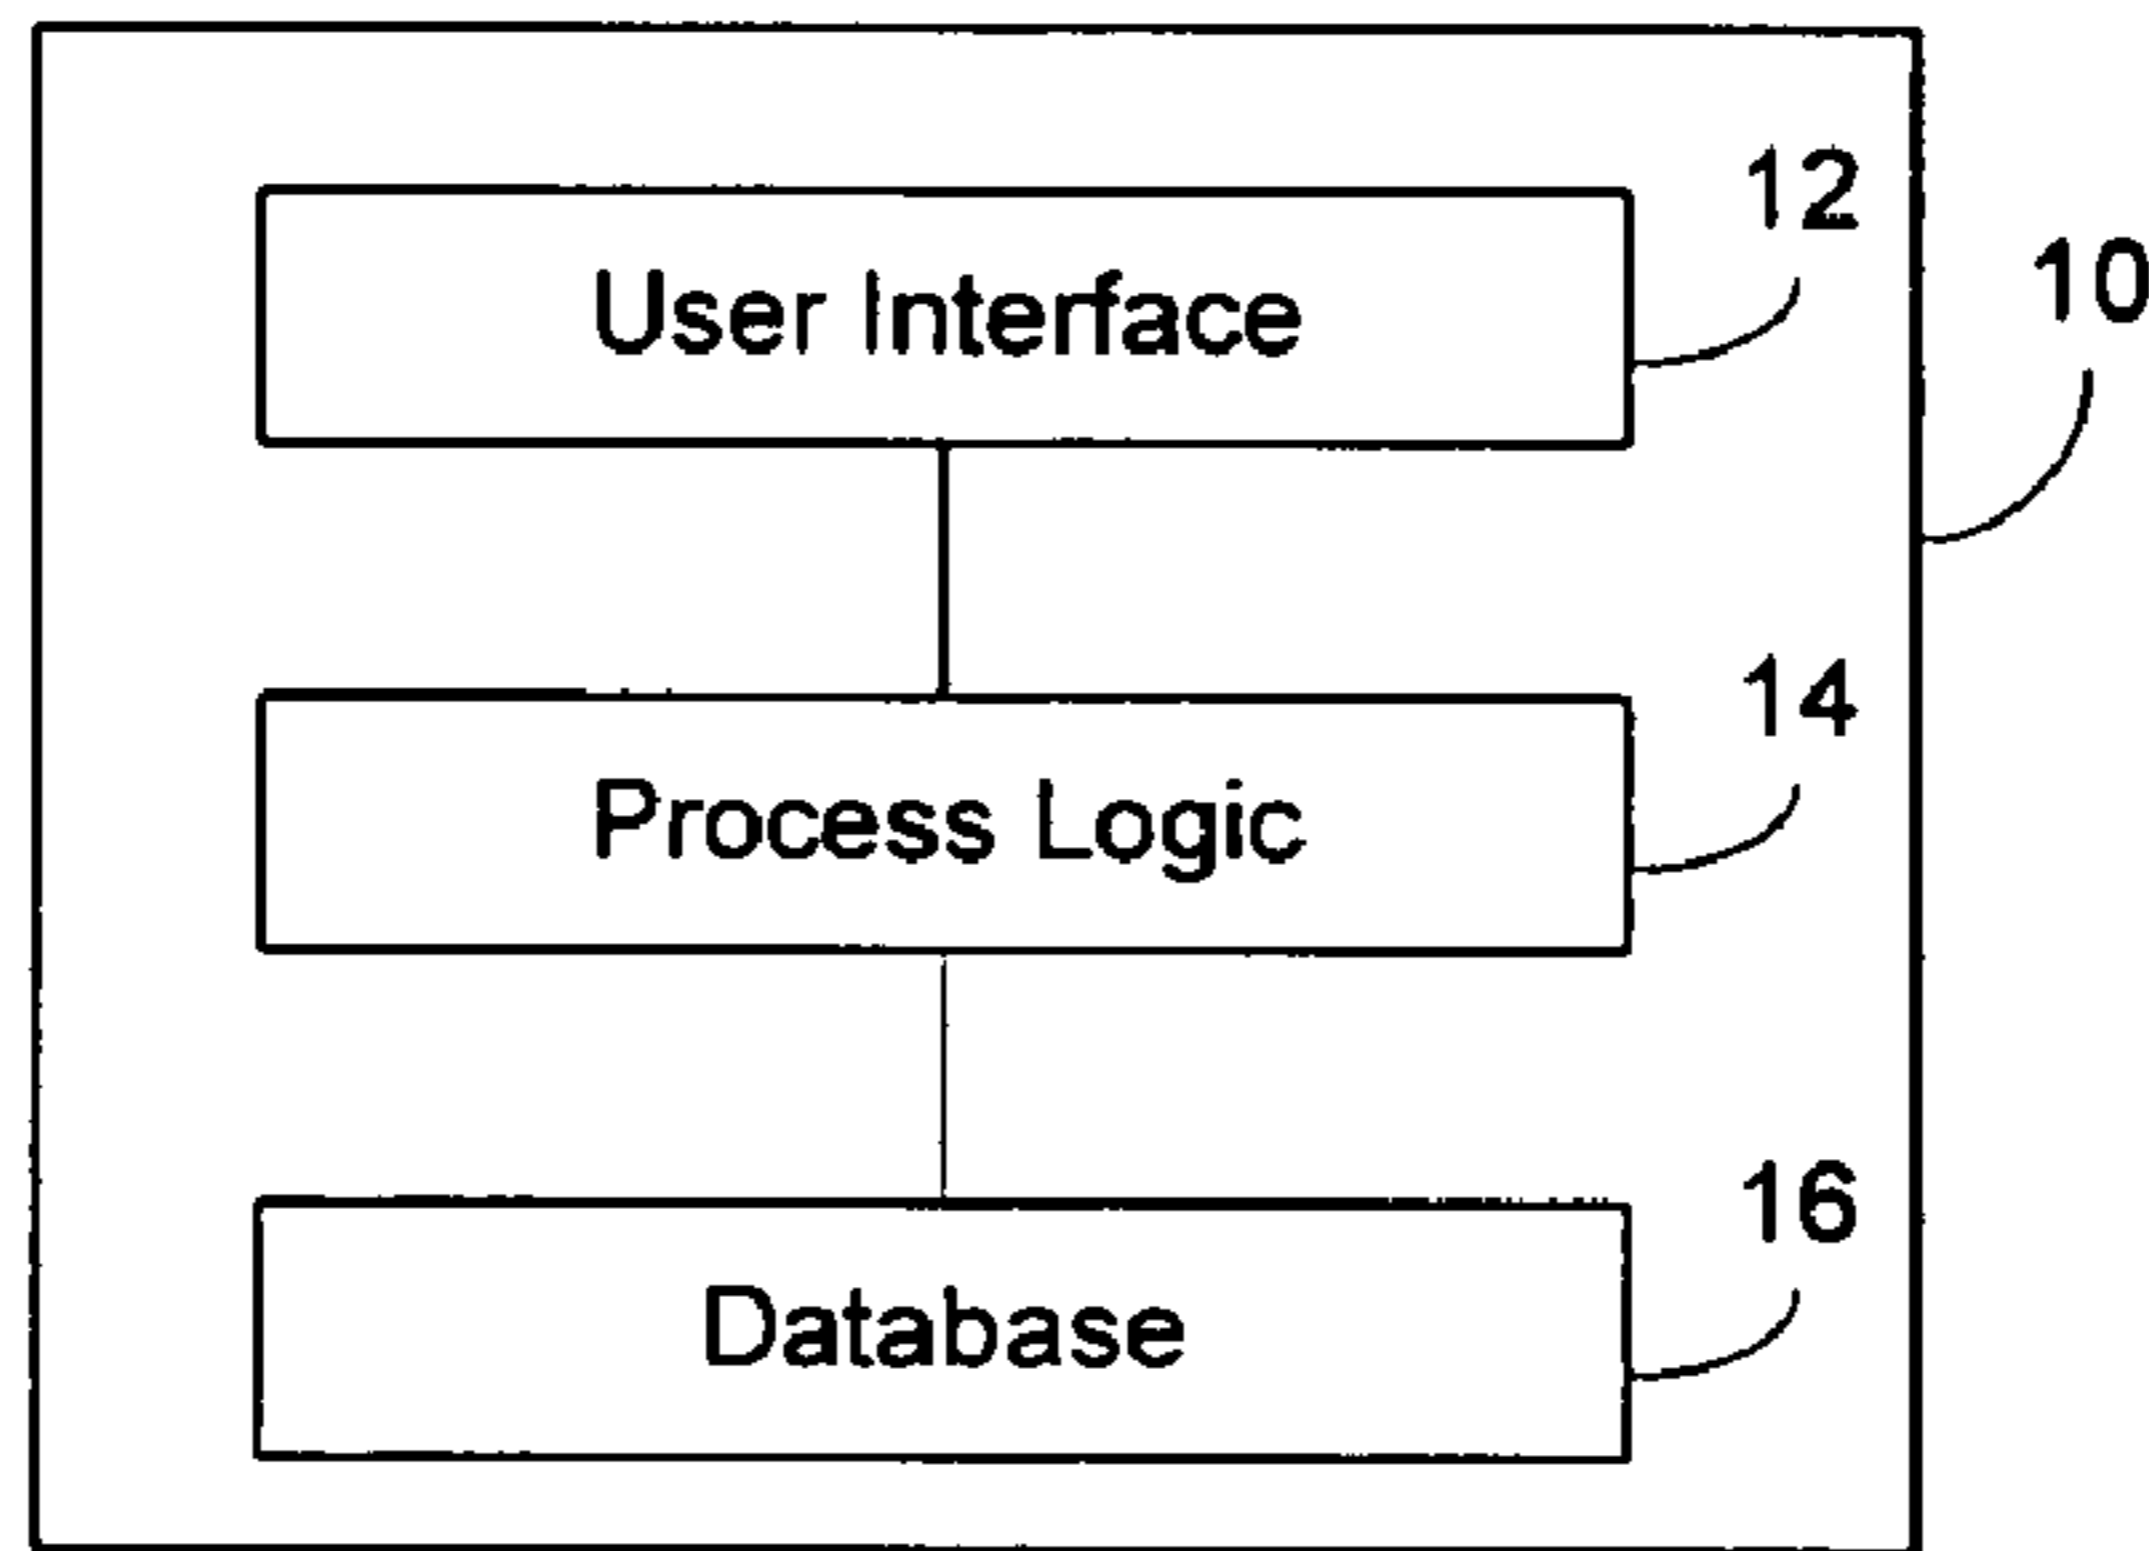 12
User Interface
10
14
Process Logic
16
Database